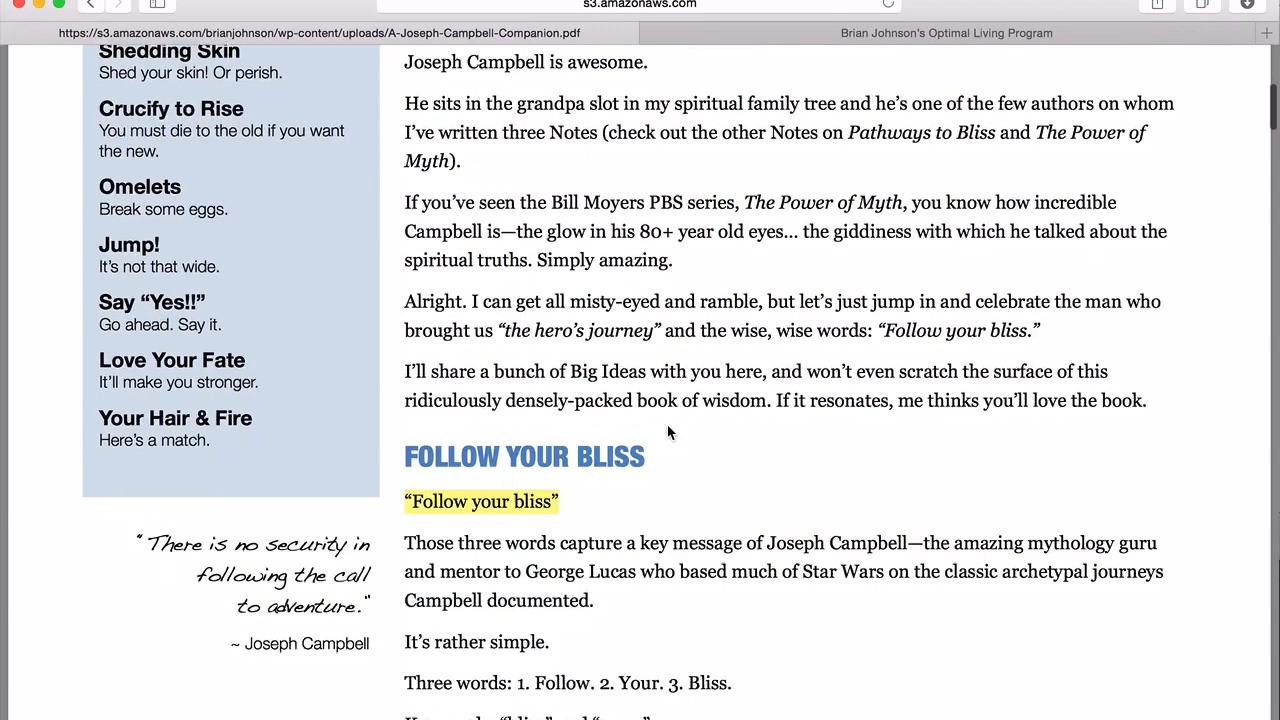 s3.amazonaws.com
https://s3.amazonaws.com/brianjohnson/wp-content/uploads/A-Joseph-Campbell-Companion.pdf
Brian Johnson's Optimal Living Program
Shedding Skin
Shed your skin! Or perish.
Crucify to Rise
You must die to the old if you want
the new.
Omelets
Break some eggs.
Jump!
It’s not that wide.
Say “Yes!!”
Go ahead. Say it.
Love Your Fate
It’ll make you stronger.
Your Hair & Fire
Here’s a match.
“There is no security in
following the call
to adventure.”
~ Joseph Campbell
Joseph Campbell is awesome.
He sits in the grandpa slot in my spiritual family tree and he’s one of the few authors on whom
I’ve written three Notes (check out the other Notes on Pathways to Bliss and The Power of
Myth).
If you’ve seen the Bill Moyers PBS series, The Power of Myth, you know how incredible
Campbell is—the glow in his 80+ year old eyes… the giddiness with which he talked about the
spiritual truths. Simply amazing.
Alright. I can get all misty-eyed and ramble, but let’s just jump in and celebrate the man who
brought us “the hero’s journey” and the wise, wise words: “Follow your bliss.”
I’ll share a bunch of Big Ideas with you here, and won’t even scratch the surface of this
ridiculously densely-packed book of wisdom. If it resonates, me thinks you’ll love the book.
FOLLOW YOUR BLISS
“Follow your bliss”
Those three words capture a key message of Joseph Campbell—the amazing mythology guru
and mentor to George Lucas who based much of Star Wars on the classic archetypal journeys
Campbell documented.
It’s rather simple.
Three words: 1. Follow. 2. Your. 3. Bliss.